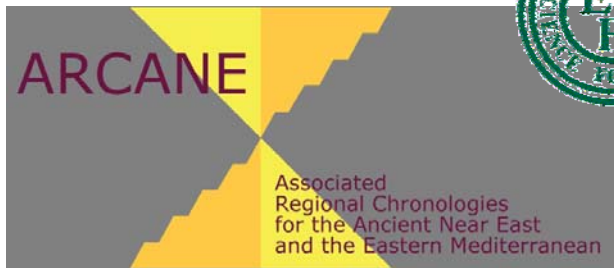 ARCANE
Associated
Regional Chronologies
for the Ancient Near East
and the Eastern Mediterranean